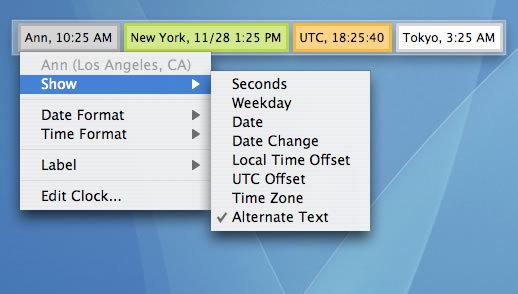 Ann, 10:25 AM
New York, 11/28 1:25 PM
UTC, 18:25:40
Tokyo, 3:25 AM
Ann (Los Angeles, CA)
Show
Date Format
Time Format
Label
Edit Clock...
Seconds
Weekday
Date
Date Change
Local Time Offset
UTC Offset
Time Zone
Alternate Text